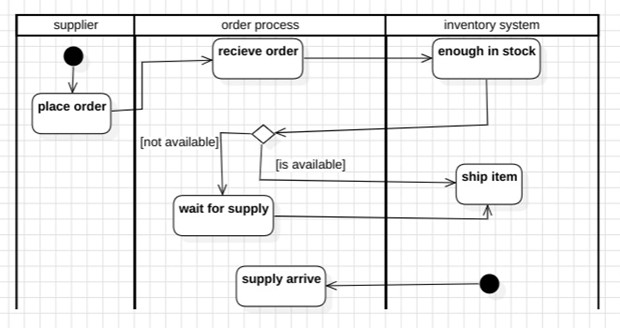 supplier
order process
inventory system
recieve order
enough in stock
place order
[not available]
[is available]
ship item
wait for supply
supply arrive